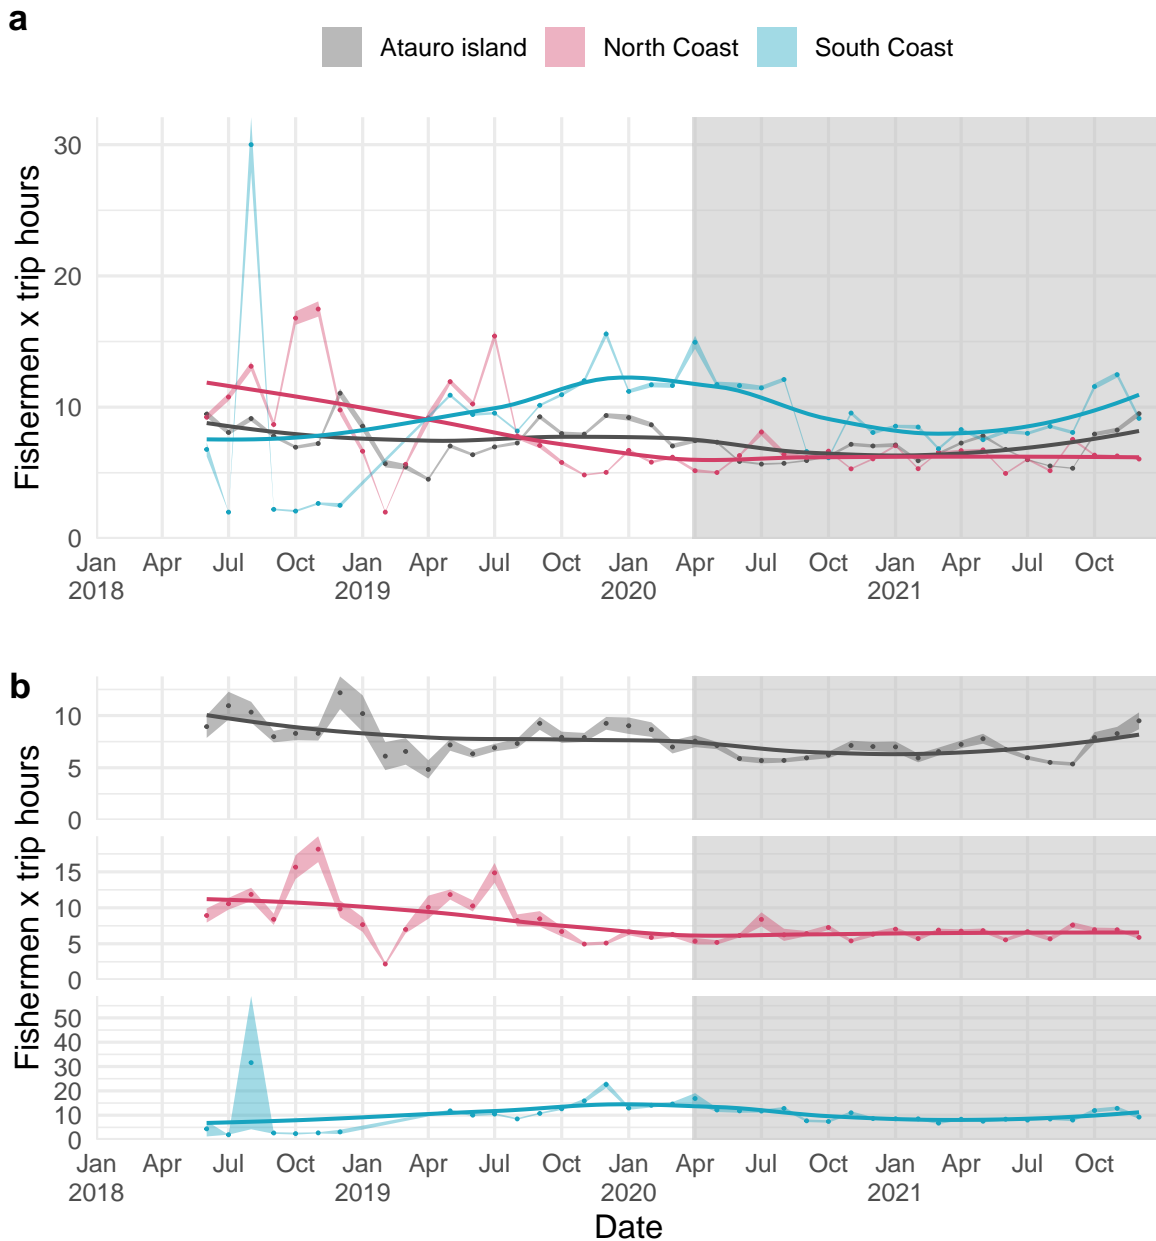 a
Atauro island North Coast South Coast
Fishermen x trip hours
30
20
10
0
Jan Apr Jul Oct Jan Apr Jul Oct Jan Apr Jul Oct Jan Apr Jul Oct
2018 2019 2020 2021
b
Fishermen x trip hours
10
5
0
15
10
5
0
50
40
30
20
10
0
Jan Apr Jul Oct Jan Apr Jul Oct Jan Apr Jul Oct Jan Apr Jul Oct
2018 2019 2020 2021
Date